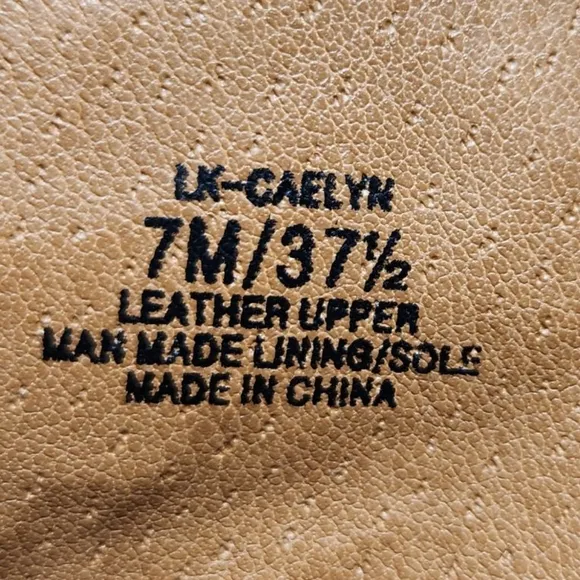 LK-CAELYN
7M/37½
LEATHER UPPER
MAN MADE LINING/SOLE
MADE IN CHINA